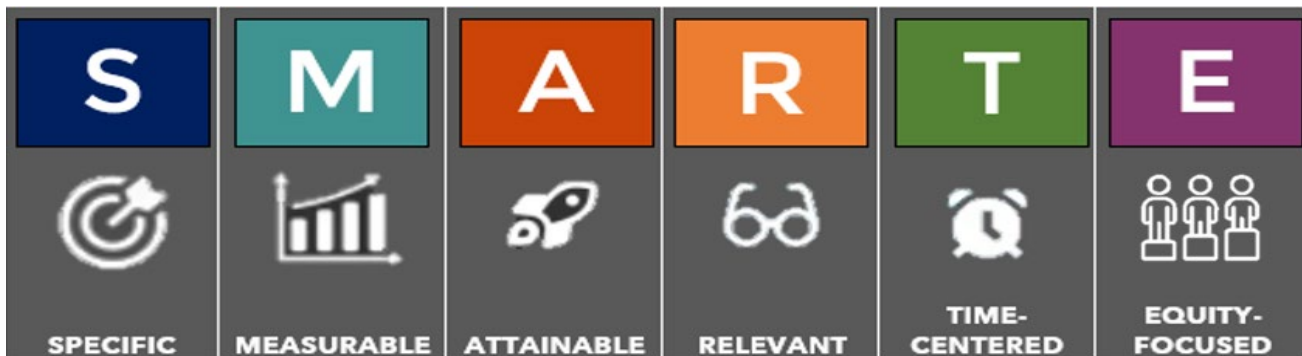 S M A R T E
SPECIFIC MEASURABLE ATTAINABLE RELEVANT TIME-
CENTERED EQUITY-
FOCUSED